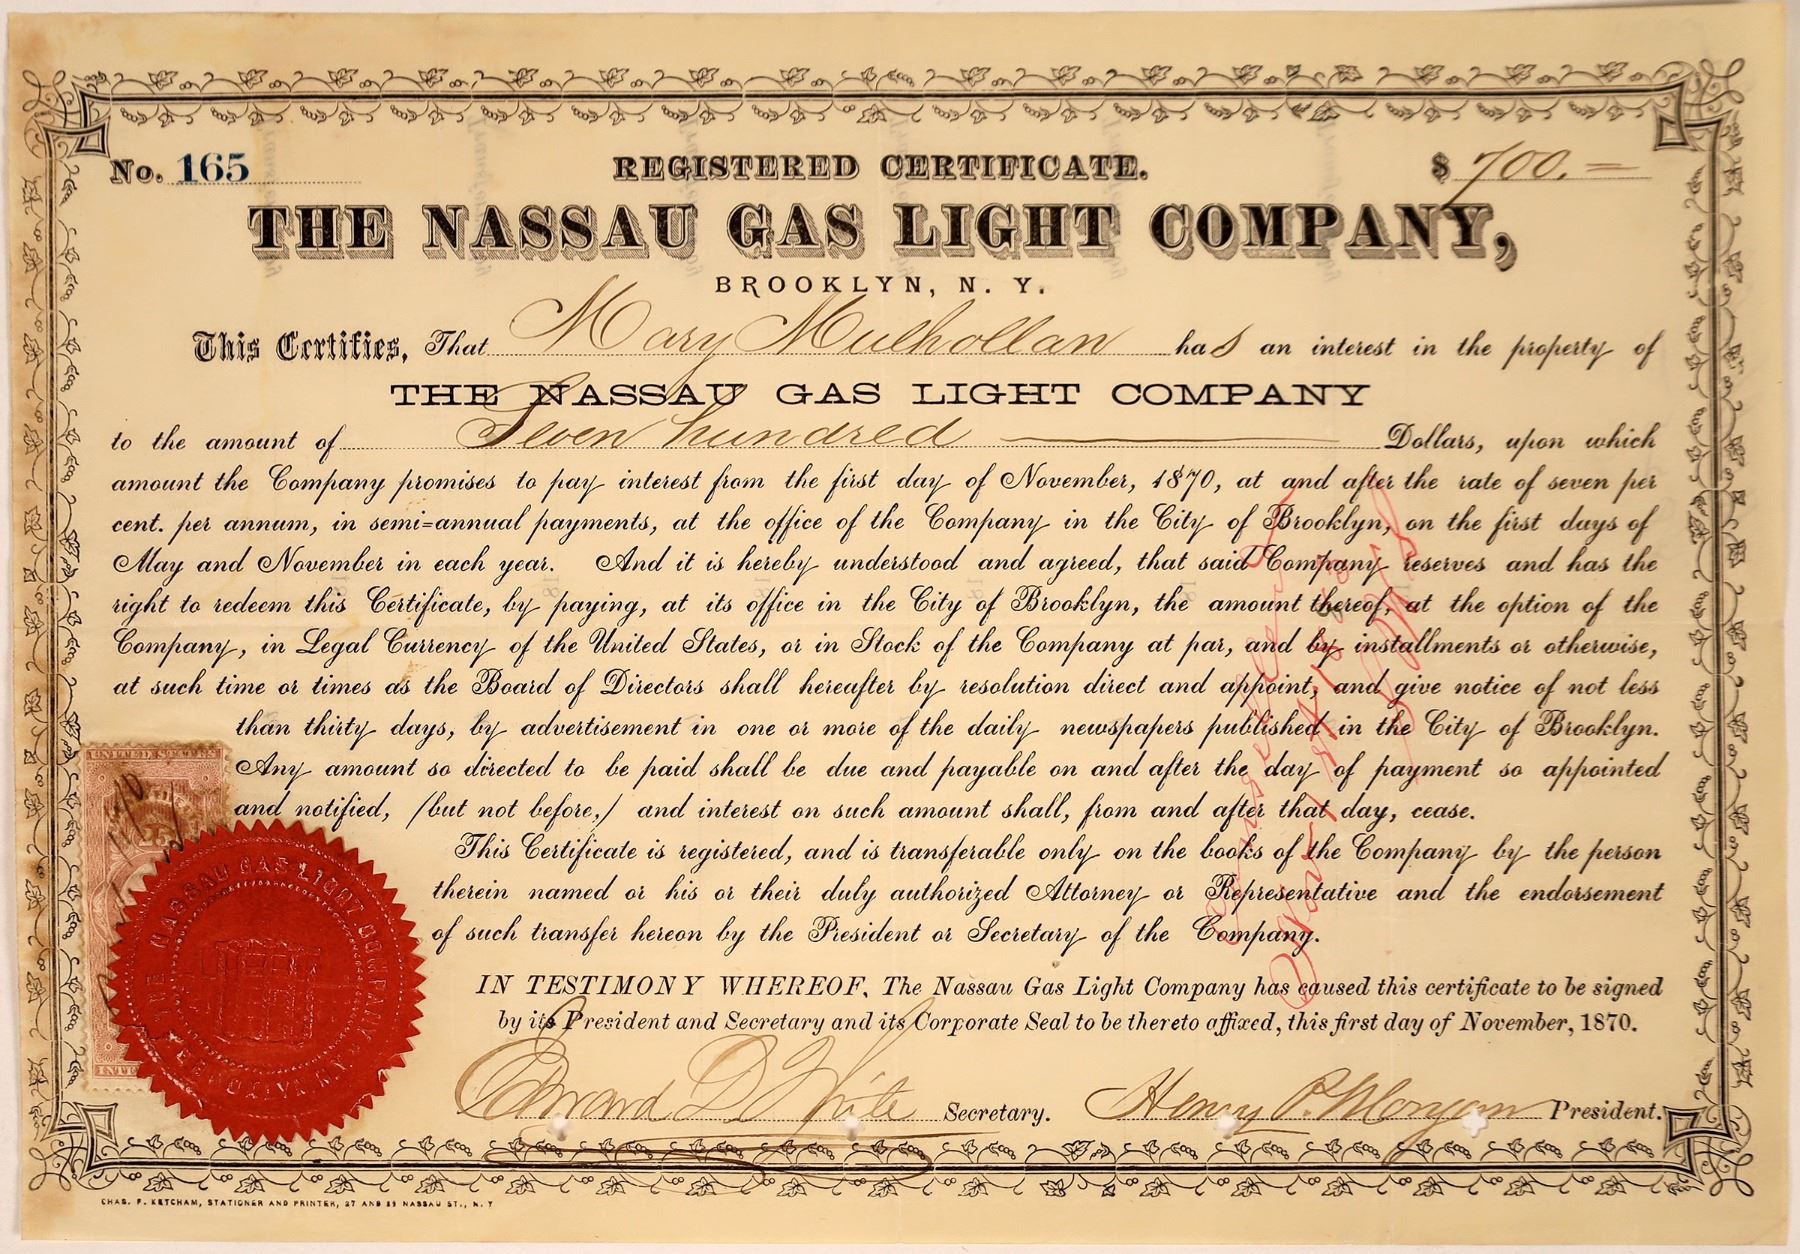 No. 165 REGISTERED CERTIFICATE. $ 700. =
THE NASSAU GAS LIGHT COMPANY,
BROOKLYN, N. Y.
This Certifies, That Mary Mulhollan has an interest in the property of
THE NASSAU GAS LIGHT COMPANY
to the amount of Seven hundred Dollars, upon which
amount the Company promises to pay interest from the first day of November, 1870, at and after the rate of seven per
cent. per annum, in semi=annual payments, at the office of the Company in the City of Brooklyn, on the first days of
May and November in each year. And it is hereby understood and agreed, that said Company reserves and has the
right to redeem this Certificate, by paying, at its office in the City of Brooklyn, the amount thereof, at the option of the
Company, in Legal Currency of the United States, or in Stock of the Company at par, and by installments or otherwise,
at such time or times as the Board of Directors shall hereafter by resolution direct and appoint, and give notice of not less
than thirty days, by advertisement in one or more of the daily newspapers published in the City of Brooklyn.
Any amount so directed to be paid shall be due and payable on and after the day of payment so appointed
and notified, /but not before,/ and interest on such amount shall, from and after that day, cease.
This Certificate is registered, and is transferable only on the books of the Company by the person
therein named or his or their duly authorized Attorney or Representative and the endorsement
of such transfer hereon by the President or Secretary of the Company.
IN TESTIMONY WHEREOF, The Nassau Gas Light Company has caused this certificate to be signed
by its President and Secretary and its Corporate Seal to be thereto affixed, this first day of November, 1870.
Edward D White Secretary. Henry P. Morgan President.
UNITED STATES
THE NASSAU GAS LIGHT COMPANY
CHAS. F. KETCHAM, STATIONER AND PRINTER, 27 AND 29 NASSAU ST., N. Y